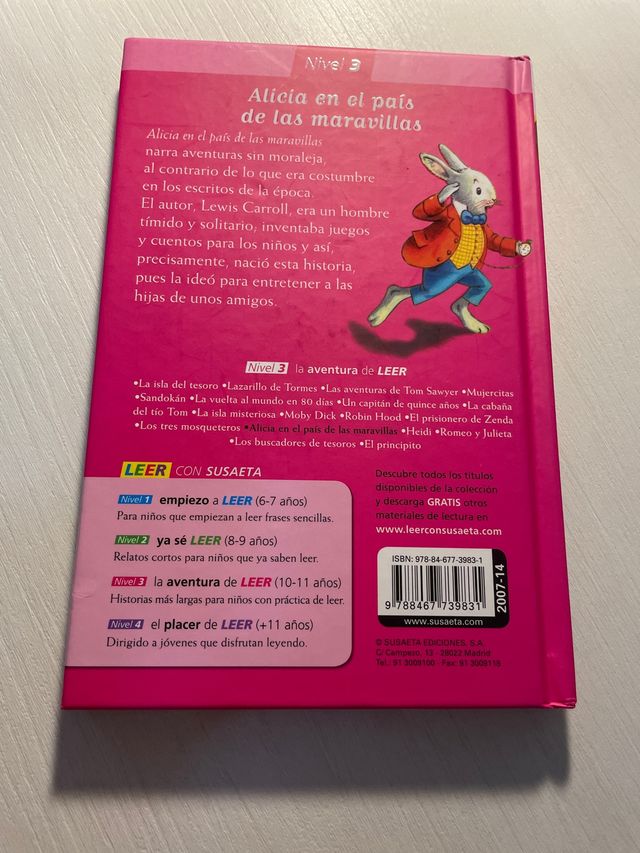 Nivel 3
Alicia en el país
de las maravillas
Alicia en el país de las maravillas
narra aventuras sin moraleja,
al contrario de lo que era costumbre
en los escritos de la época.
El autor, Lewis Carroll, era un hombre
tímido y solitario; inventaba juegos
y cuentos para los niños y así,
precisamente, nació esta historia,
pues la ideó para entretener a las
hijas de unos amigos.
Nivel 3 la aventura de LEER
•La isla del tesoro •Lazarillo de Tormes •Las aventuras de Tom Sawyer •Mujercitas
•Sandokán •La vuelta al mundo en 80 días •Un capitán de quince años •La cabaña
del tío Tom •La isla misteriosa •Moby Dick •Robin Hood •El prisionero de Zenda
•Los tres mosqueteros •Alicia en el país de las maravillas •Heidi •Romeo y Julieta
•Los buscadores de tesoros •El principito
LEER CON SUSAETA
Nivel 1 empiezo a LEER (6-7 años)
Para niños que empiezan a leer frases sencillas.
Nivel 2 ya sé LEER (8-9 años)
Relatos cortos para niños que ya saben leer.
Nivel 3 la aventura de LEER (10-11 años)
Historias más largas para niños con práctica de leer.
Nivel 4 el placer de LEER (+11 años)
Dirigido a jóvenes que disfrutan leyendo.
Descubre todos los títulos
disponibles de la colección
y descarga GRATIS otros
materiales de lectura en
www.leerconsusaeta.com
ISBN: 978-84-677-3983-1
9 788467 739831
2007-14
www.susaeta.com
© SUSAETA EDICIONES, S.A.
C/ Campezo, 13 - 28022 Madrid
Tel.: 91 3009100 Fax: 91 3009118